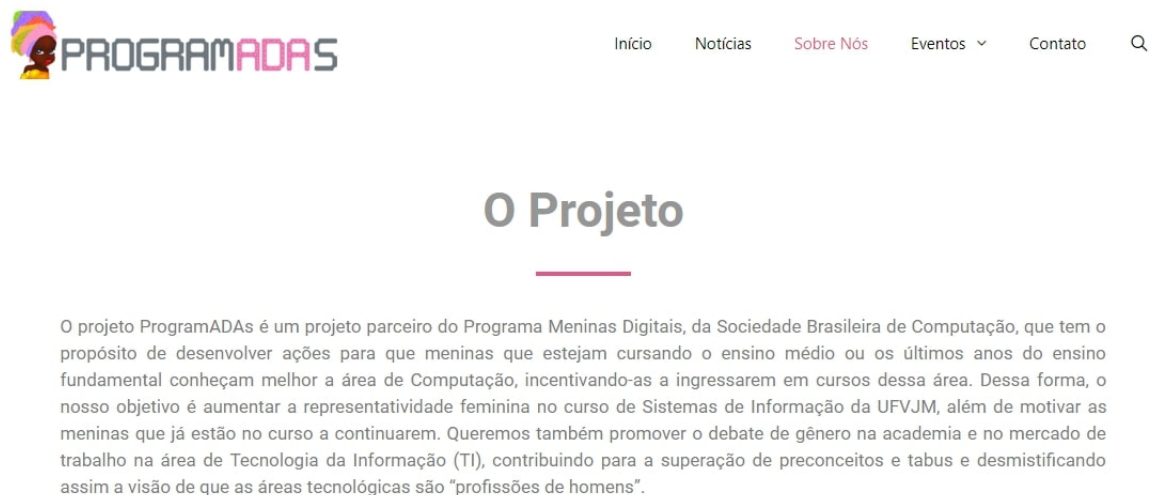 PROGRAMADAS
Início Notícias Sobre Nós Eventos Contato
O Projeto
O projeto ProgramADAs é um projeto parceiro do Programa Meninas Digitais, da Sociedade Brasileira de Computação, que tem o
propósito de desenvolver ações para que meninas que estejam cursando o ensino médio ou os últimos anos do ensino
fundamental conheçam melhor a área de Computação, incentivando-as a ingressarem em cursos dessa área. Dessa forma, o
nosso objetivo é aumentar a representatividade feminina no curso de Sistemas de Informação da UFVJM, além de motivar as
meninas que já estão no curso a continuarem. Queremos também promover o debate de gênero na academia e no mercado de
trabalho na área de Tecnologia da Informação (TI), contribuindo para a superação de preconceitos e tabus e desmistificando
assim a visão de que as áreas tecnológicas são “profissões de homens”.